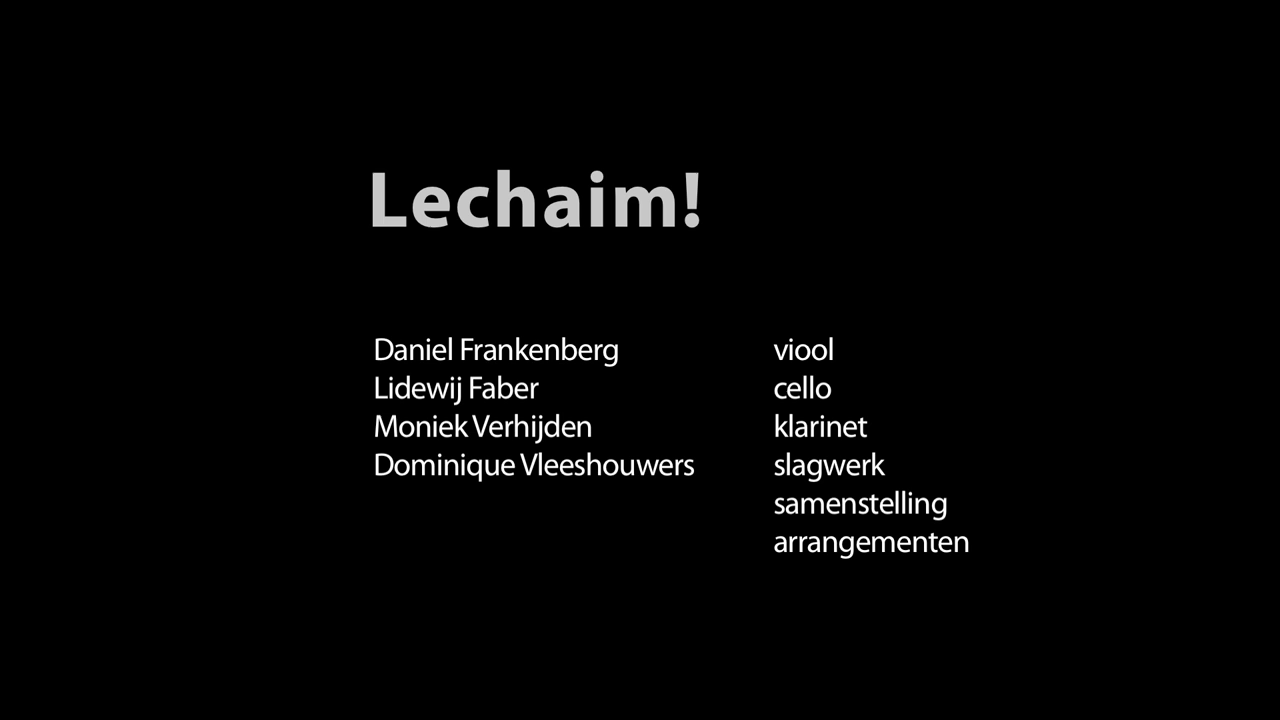 Lechaim!
Daniel Frankenberg viool
Lidewij Faber cello
Moniek Verhijden klarinet
Dominique Vleeshouwers slagwerk
samenstelling
arrangementen